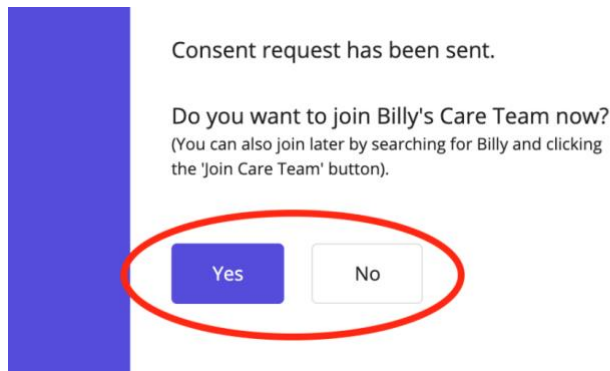 Consent request has been sent.
Do you want to join Billy's Care Team now?
(You can also join later by searching for Billy and clicking
the 'Join Care Team' button).
Yes No